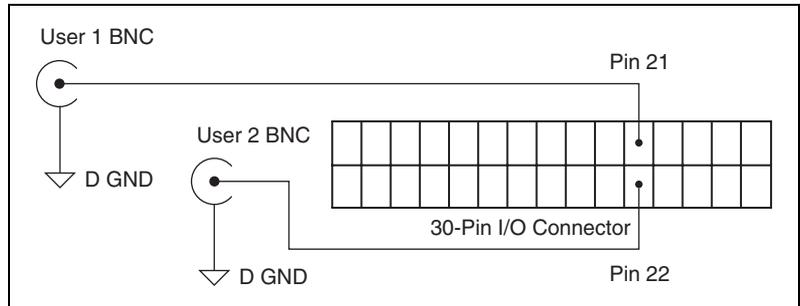 User 1 BNC
Pin 21
User 2 BNC
D GND
30-Pin I/O Connector
D GND
Pin 22